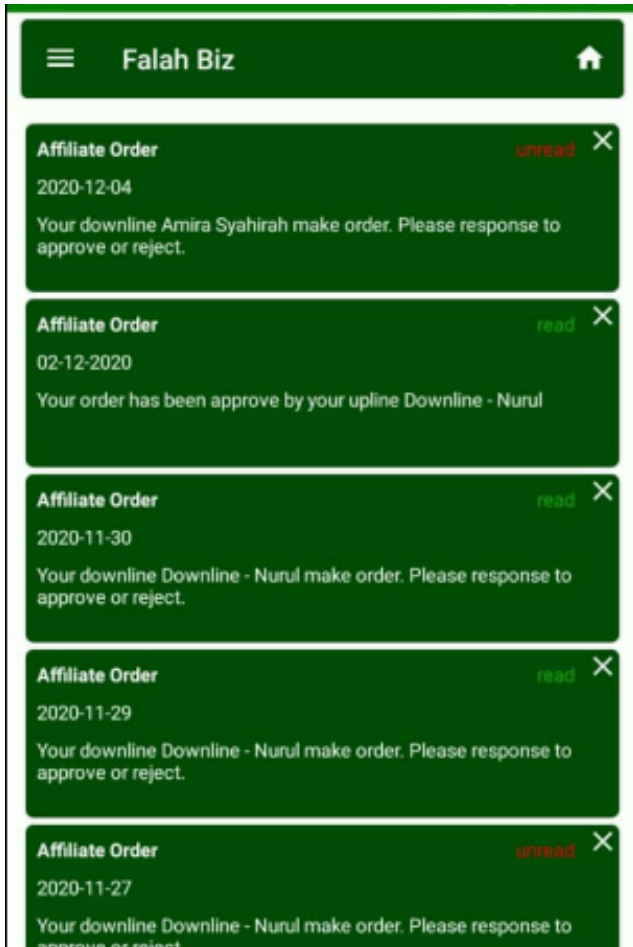 Falah Biz
Affiliate Order unread
2020-12-04
Your downline Amira Syahirah make order. Please response to
approve or reject.
Affiliate Order read
02-12-2020
Your order has been approve by your upline Downline - Nurul
Affiliate Order read
2020-11-30
Your downline Downline - Nurul make order. Please response to
approve or reject.
Affiliate Order read
2020-11-29
Your downline Downline - Nurul make order. Please response to
approve or reject.
Affiliate Order unread
2020-11-27
Your downline Downline - Nurul make order. Please response to
approve or reject